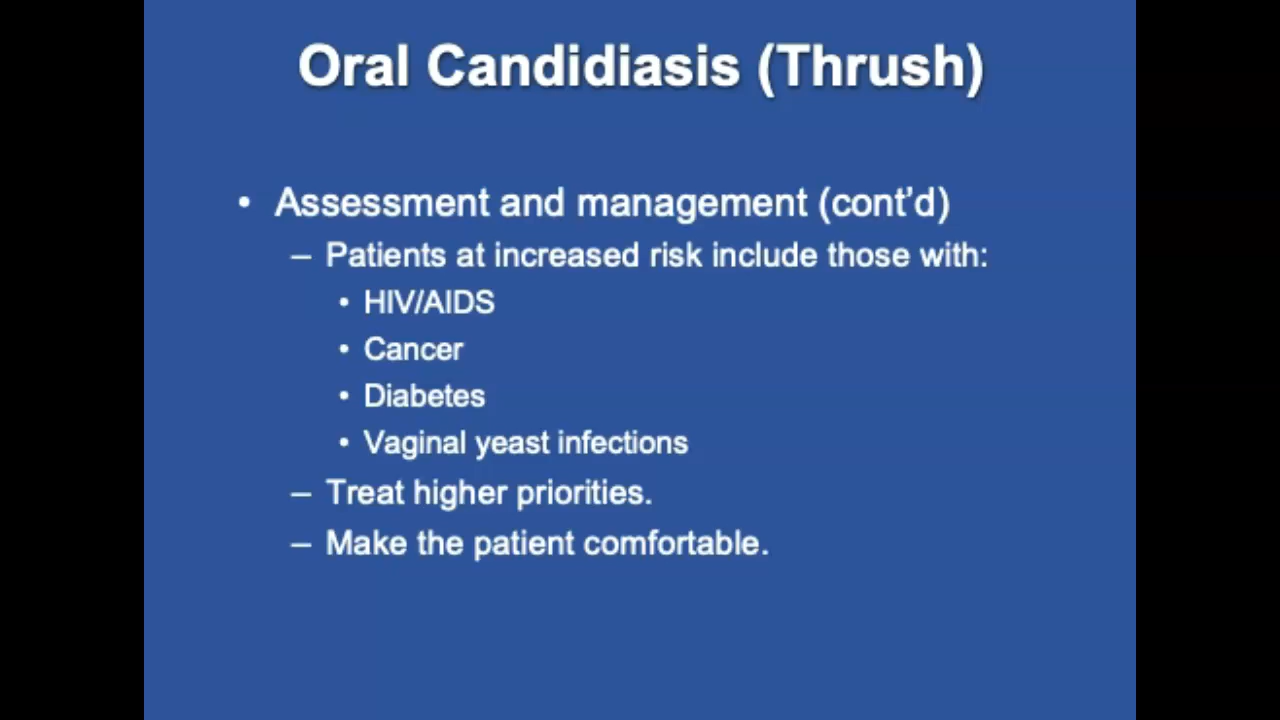 Oral Candidiasis (Thrush)
• Assessment and management (cont’d)
– Patients at increased risk include those with:
• HIV/AIDS
• Cancer
• Diabetes
• Vaginal yeast infections
– Treat higher priorities.
– Make the patient comfortable.